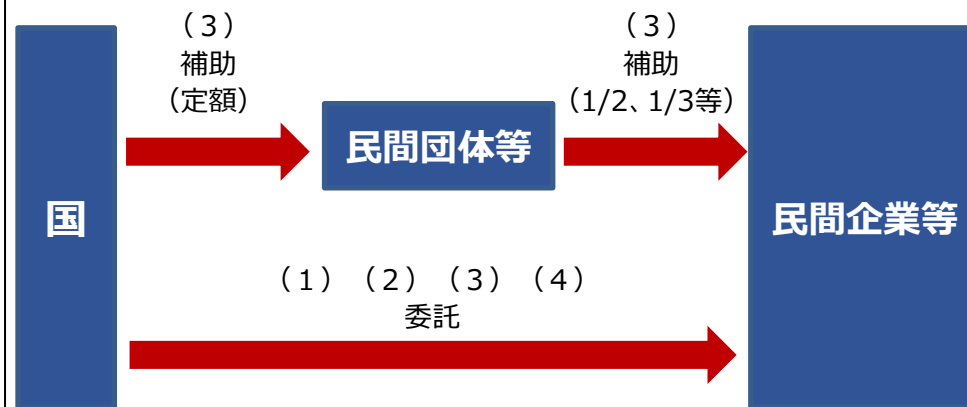 （３）
補助
（定額）
（３）
補助
（1/2、1/3等）
民間団体等
国
民間企業等
（１）（２）（３）（４）
委託